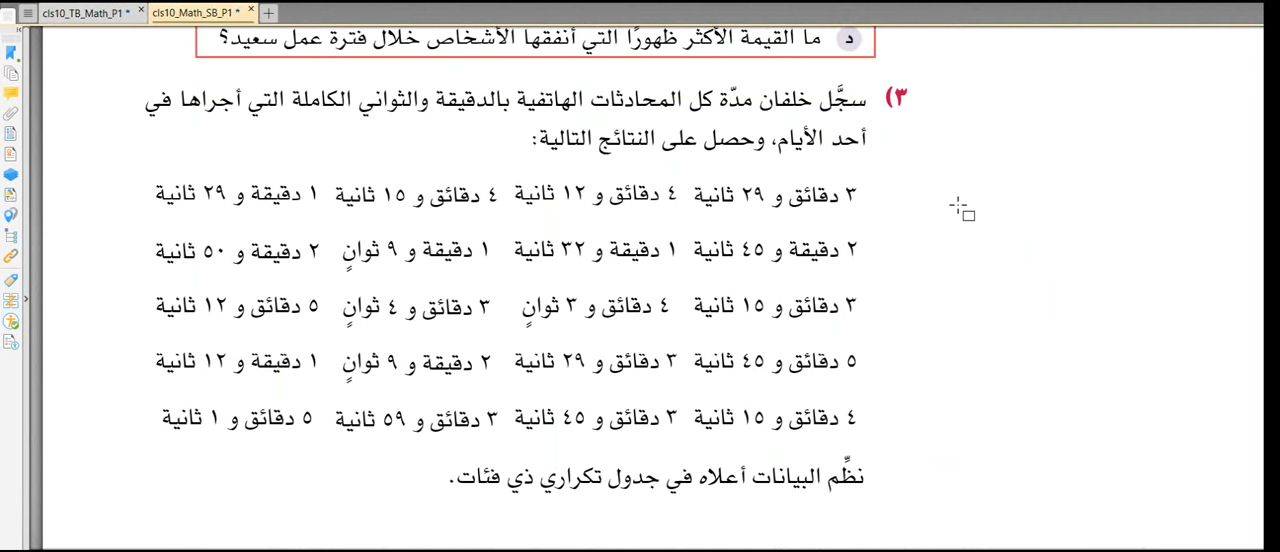 cls10_TB_Math_P1 * × cls10_Math_SB_P1 * ×
د ما القيمة الأكثر ظهورًا التي أنفقها الأشخاص خلال فترة عمل سعيد؟
٣) سجَّل خلفان مدّة كل المحادثات الهاتفية بالدقيقة والثواني الكاملة التي أجراها في
أحد الأيام، وحصل على النتائج التالية:
٣ دقائق و ٢٩ ثانية ٤ دقائق و ١٢ ثانية ٤ دقائق و ١٥ ثانية ١ دقيقة و ٢٩ ثانية
٢ دقيقة و ٤٥ ثانية ١ دقيقة و ٣٢ ثانية ١ دقيقة و ٩ ثوانٍ ٢ دقيقة و ٥٠ ثانية
٣ دقائق و ١٥ ثانية ٤ دقائق و ٣ ثوانٍ ٣ دقائق و ٤ ثوانٍ ٥ دقائق و ١٢ ثانية
٥ دقائق و ٤٥ ثانية ٣ دقائق و ٢٩ ثانية ٢ دقيقة و ٩ ثوانٍ ١ دقيقة و ١٢ ثانية
٤ دقائق و ١٥ ثانية ٣ دقائق و ٤٥ ثانية ٣ دقائق و ٥٩ ثانية ٥ دقائق و ١ ثانية
نظِّم البيانات أعلاه في جدول تكراري ذي فئات.